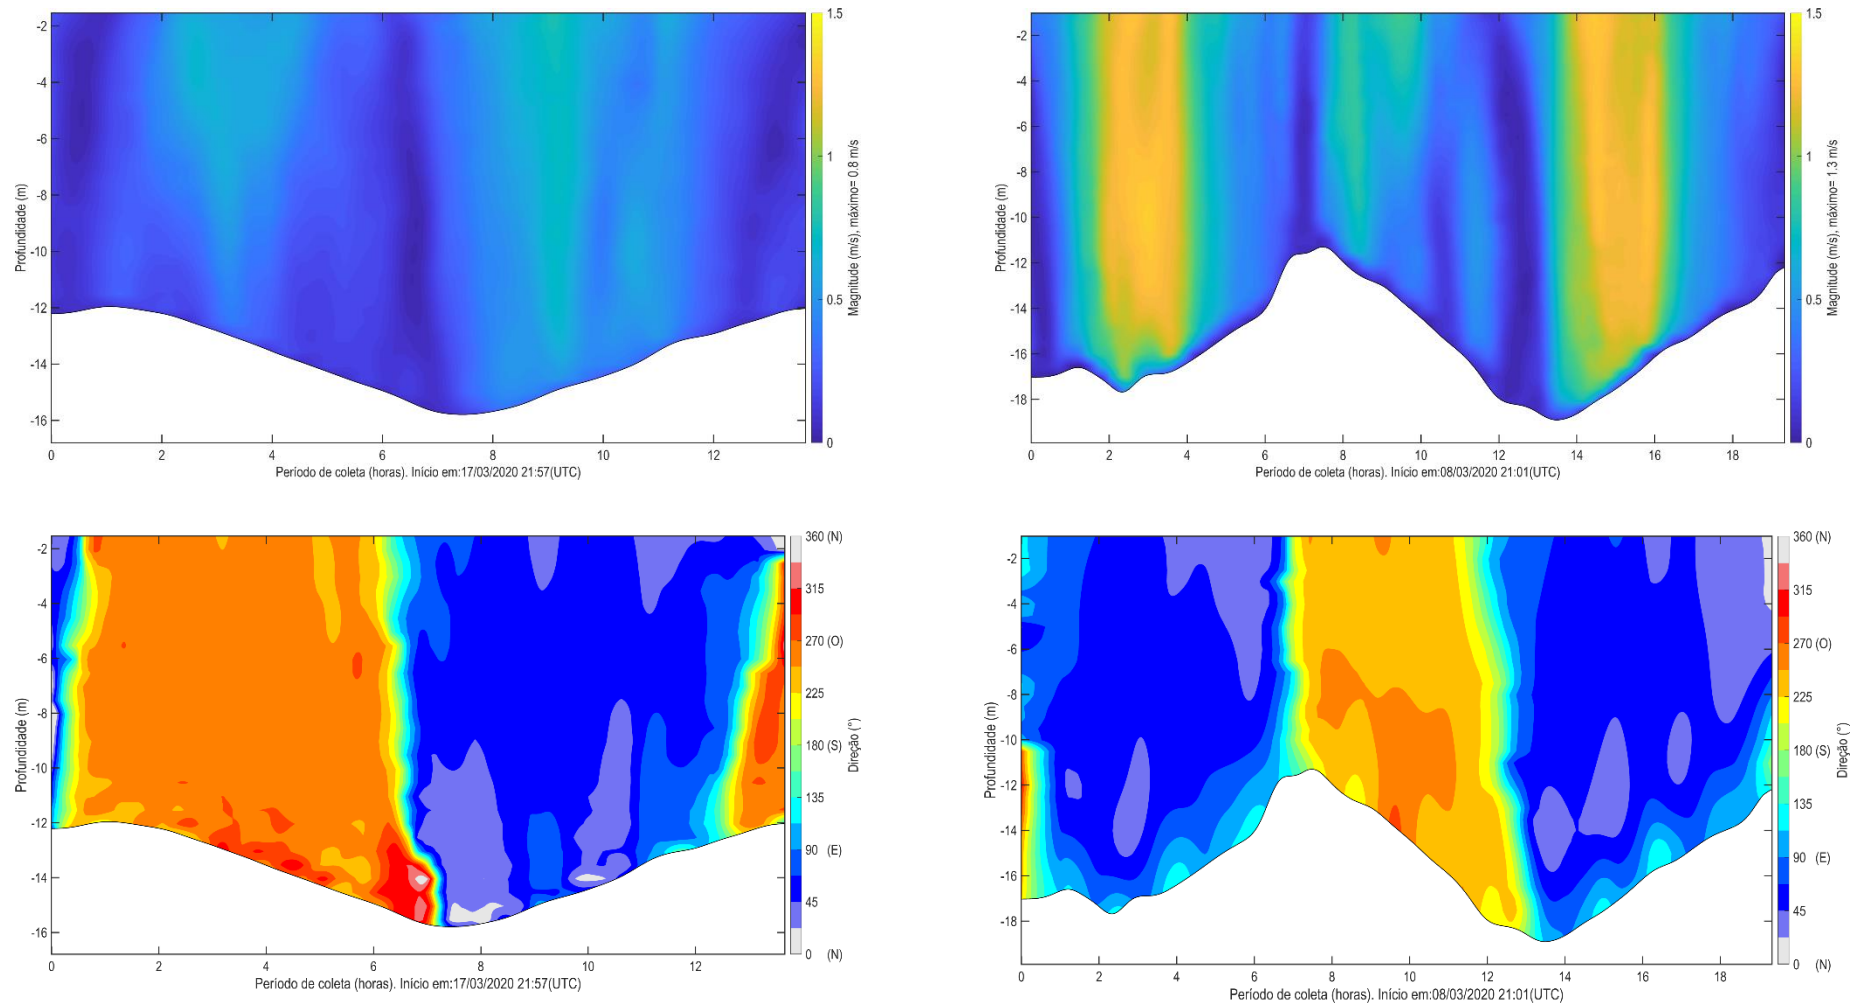 -2
-4
-6
-8
-10
-12
-14
-16
Profundidade (m)
0 2 4 6 8 10 12
Período de coleta (horas). Início em:17/03/2020 21:57(UTC)
1.5
1
0.5
0
Magnitude (m/s), máximo= 0.8 m/s
-2
-4
-6
-8
-10
-12
-14
-16
-18
Profundidade (m)
0 2 4 6 8 10 12 14 16 18
Período de coleta (horas). Início em:08/03/2020 21:01(UTC)
1.5
1
0.5
0
Magnitude (m/s), máximo= 1.3 m/s
-2
-4
-6
-8
-10
-12
-14
-16
Profundidade (m)
0 2 4 6 8 10 12
Período de coleta (horas). Início em:17/03/2020 21:57(UTC)
360 (N)
315
270 (O)
225
180 (S)
135
90 (E)
45
0 (N)
Direção (°)
-2
-4
-6
-8
-10
-12
-14
-16
-18
Profundidade (m)
0 2 4 6 8 10 12 14 16 18
Período de coleta (horas). Início em:08/03/2020 21:01(UTC)
360 (N)
315
270 (O)
225
180 (S)
135
90 (E)
45
0 (N)
Direção (°)